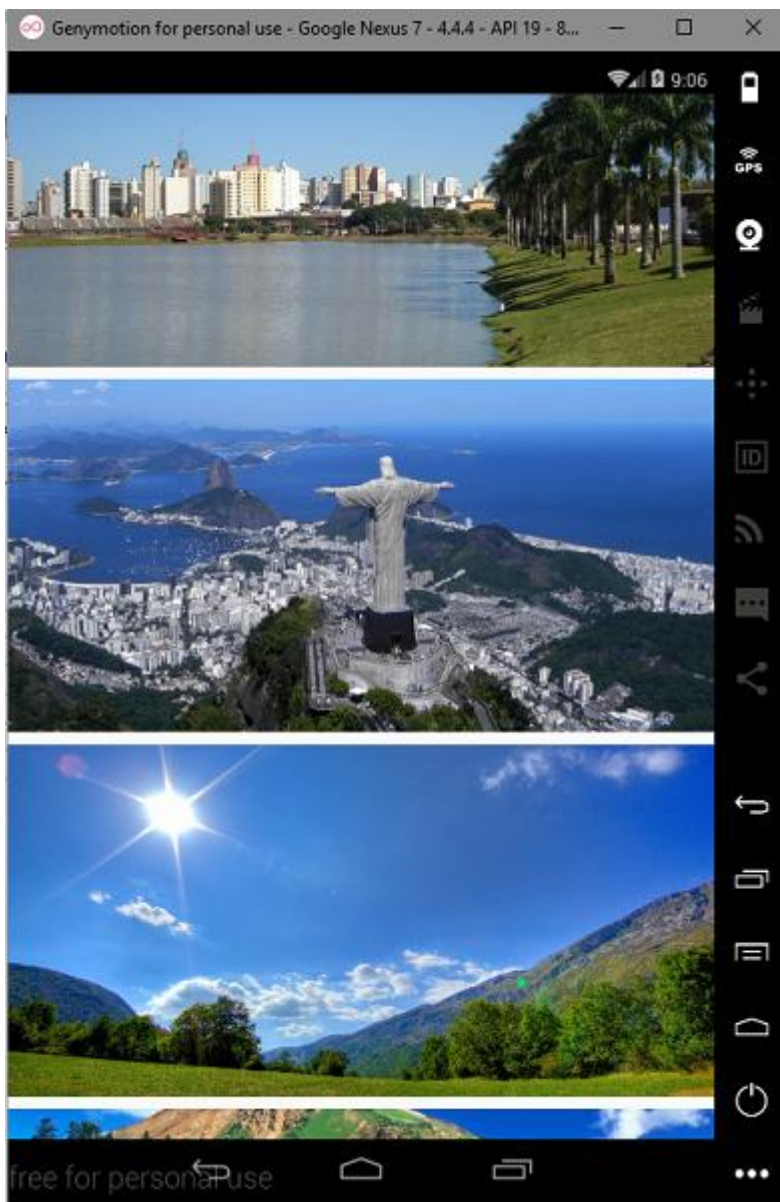 Genymotion for personal use - Google Nexus 7 - 4.4.4 - API 19 - 8...
9:06
GPS
ID
free for personal use